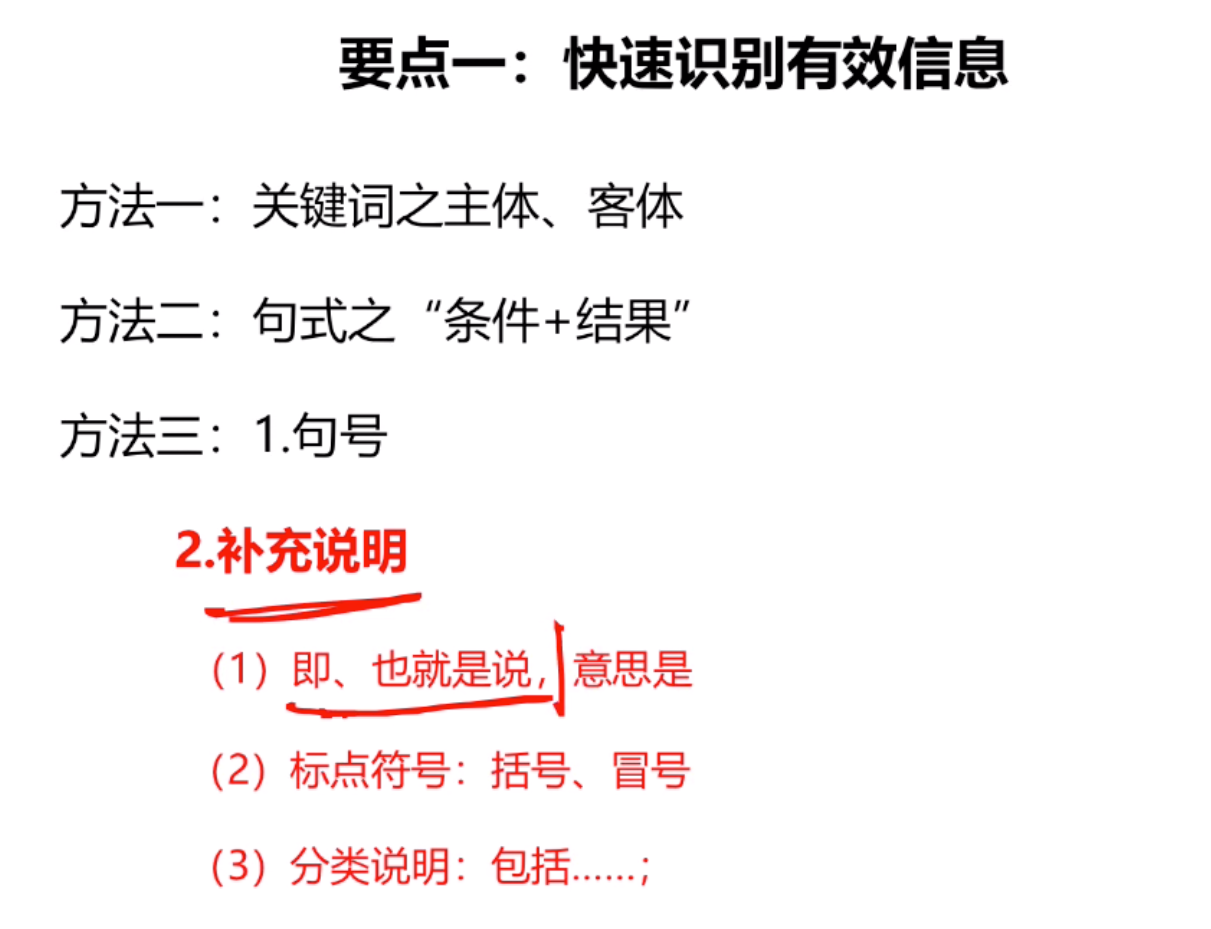 要点一：快速识别有效信息
方法一：关键词之主体、客体
方法二：句式之“条件+结果”
方法三：1.句号
2.补充说明
（1）即、也就是说，意思是
（2）标点符号：括号、冒号
（3）分类说明：包括……；